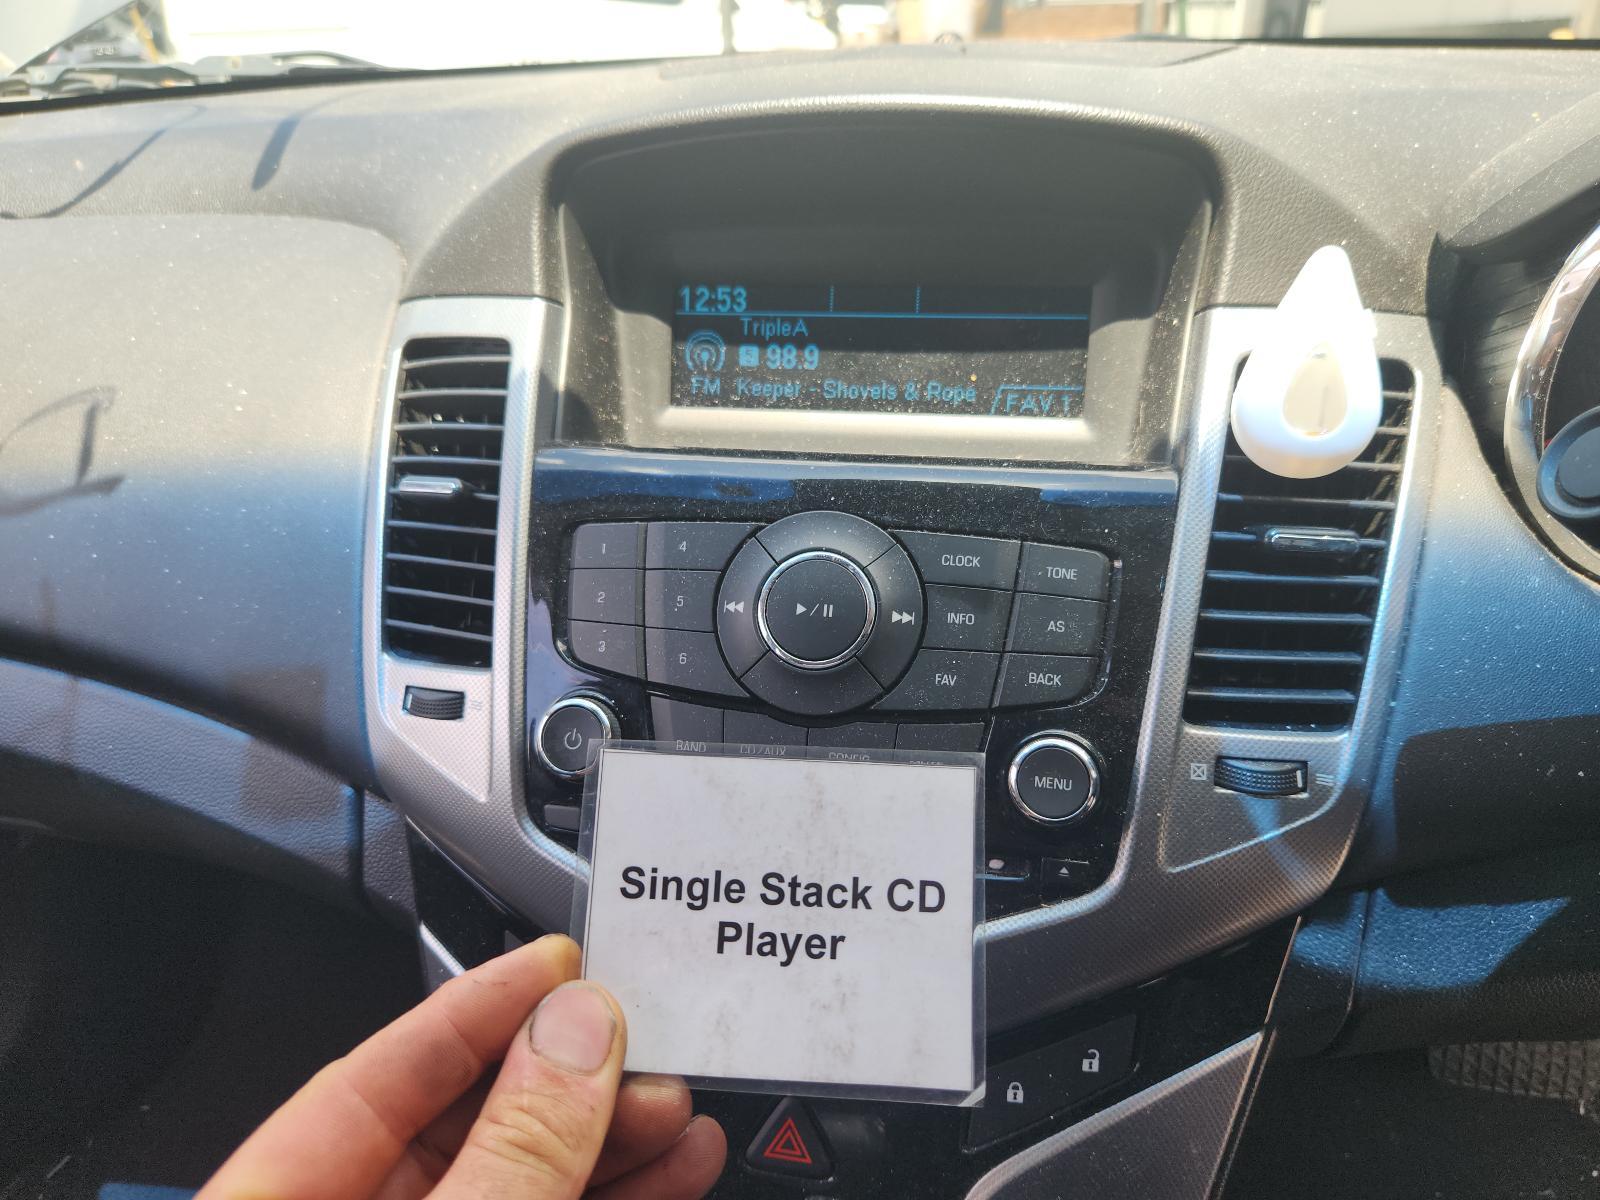 12:53
TripleA
5 98.9
FM Keeper - Shovels & Rope FAV 1
1 4 CLOCK TONE
2 5 INFO AS
3 6 FAV BACK
BAND CD/AUX CONFIG
MENU
Single Stack CD
Player